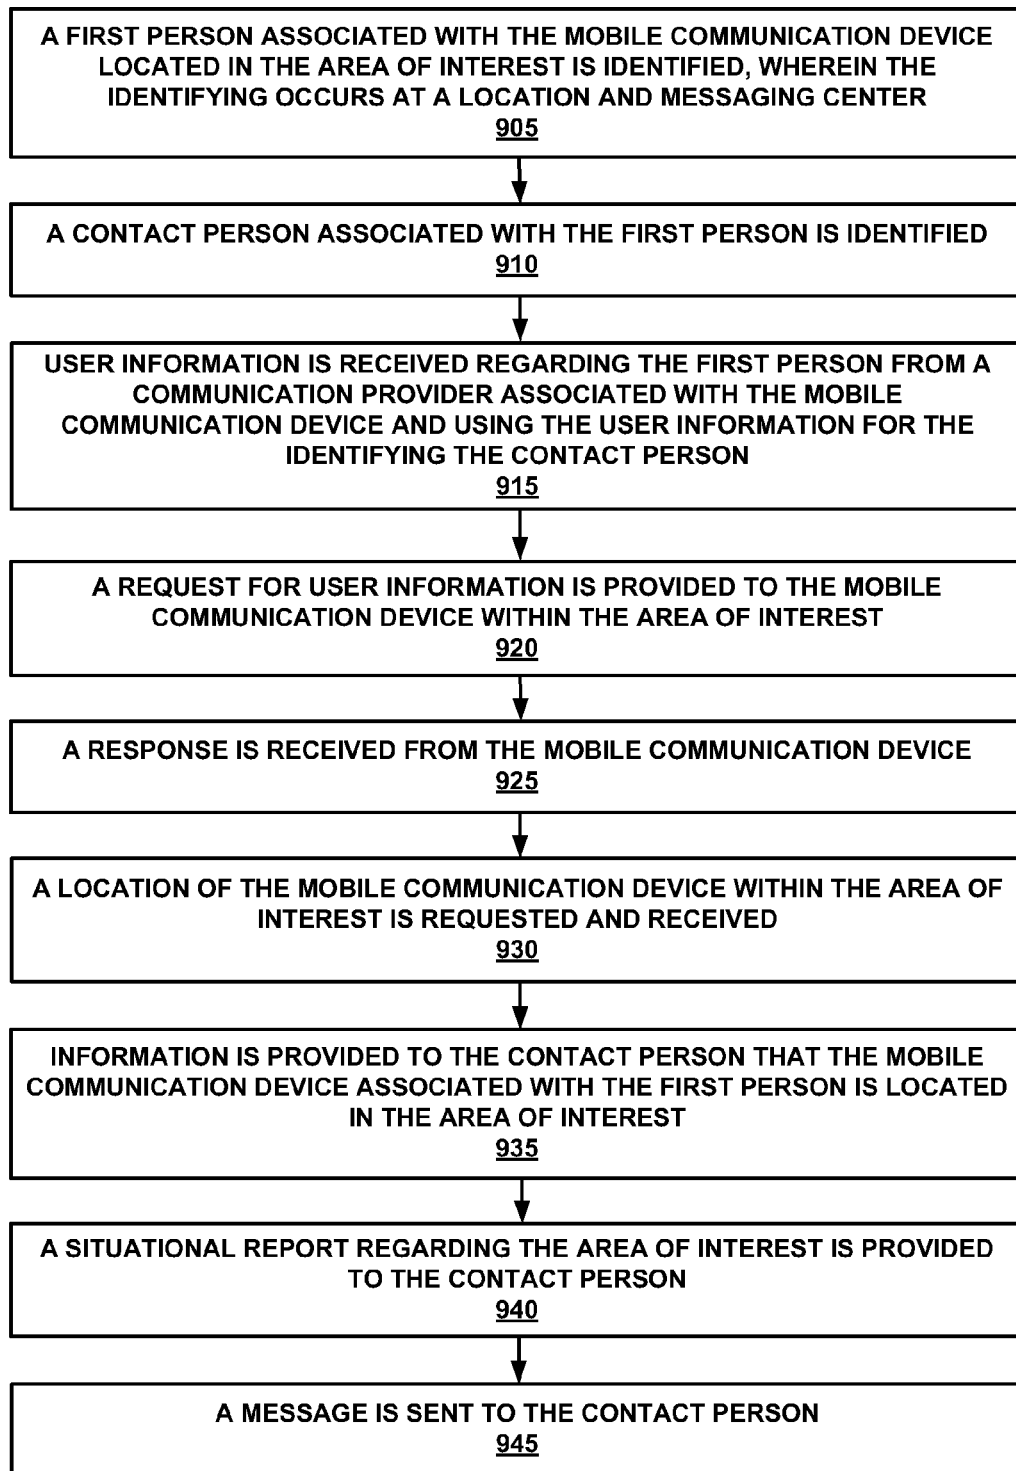 A FIRST PERSON ASSOCIATED WITH THE MOBILE COMMUNICATION DEVICE
LOCATED IN THE AREA OF INTEREST IS IDENTIFIED, WHEREIN THE
IDENTIFYING OCCURS AT A LOCATION AND MESSAGING CENTER
905
A CONTACT PERSON ASSOCIATED WITH THE FIRST PERSON IS IDENTIFIED
910
USER INFORMATION IS RECEIVED REGARDING THE FIRST PERSON FROM A
COMMUNICATION PROVIDER ASSOCIATED WITH THE MOBILE
COMMUNICATION DEVICE AND USING THE USER INFORMATION FOR THE
IDENTIFYING THE CONTACT PERSON
915
A REQUEST FOR USER INFORMATION IS PROVIDED TO THE MOBILE
COMMUNICATION DEVICE WITHIN THE AREA OF INTEREST
920
A RESPONSE IS RECEIVED FROM THE MOBILE COMMUNICATION DEVICE
925
A LOCATION OF THE MOBILE COMMUNICATION DEVICE WITHIN THE AREA OF
INTEREST IS REQUESTED AND RECEIVED
930
INFORMATION IS PROVIDED TO THE CONTACT PERSON THAT THE MOBILE
COMMUNICATION DEVICE ASSOCIATED WITH THE FIRST PERSON IS LOCATED
IN THE AREA OF INTEREST
935
A SITUATIONAL REPORT REGARDING THE AREA OF INTEREST IS PROVIDED
TO THE CONTACT PERSON
940
A MESSAGE IS SENT TO THE CONTACT PERSON
945